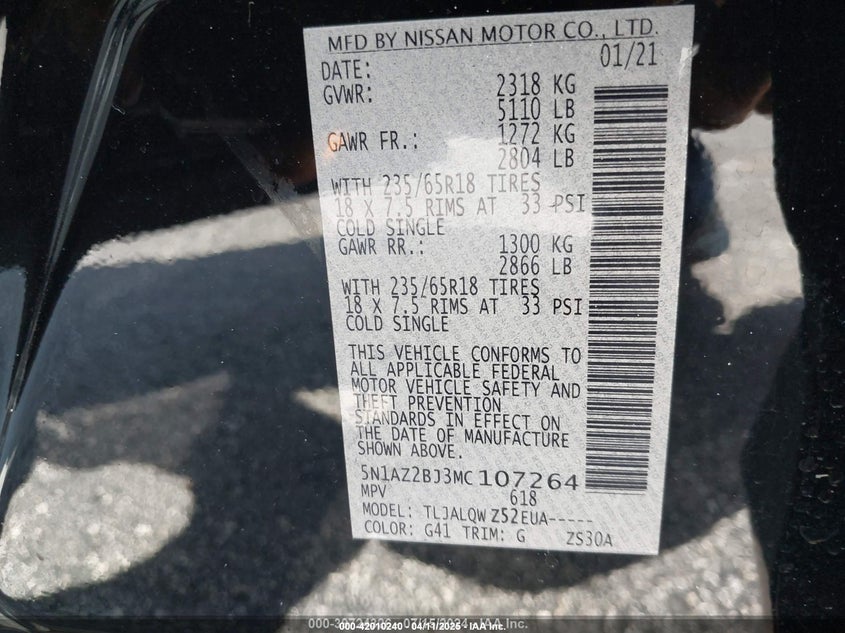 MFD BY NISSAN MOTOR CO., LTD.
DATE: 01/21
GVWR: 2318 KG
5110 LB
GAWR FR.: 1272 KG
2804 LB
WITH 235/65R18 TIRES
18 X 7.5 RIMS AT 33 PSI
COLD SINGLE
GAWR RR.: 1300 KG
2866 LB
WITH 235/65R18 TIRES
18 X 7.5 RIMS AT 33 PSI
COLD SINGLE
THIS VEHICLE CONFORMS TO
ALL APPLICABLE FEDERAL
MOTOR VEHICLE SAFETY AND
THEFT PREVENTION
STANDARDS IN EFFECT ON
THE DATE OF MANUFACTURE
SHOWN ABOVE.
5N1AZ2BJ3MC107264
MPV 618
MODEL: TLJALQWZS2EUA-----
COLOR: G41 TRIM: G ZS30A
000-42010240 04/11/2025 - IAA Inc.